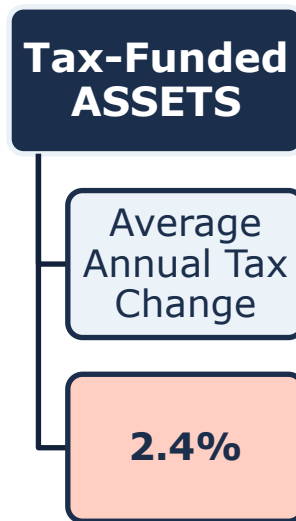 Tax-Funded
ASSETS
Average
Annual Tax
Change
2.4%